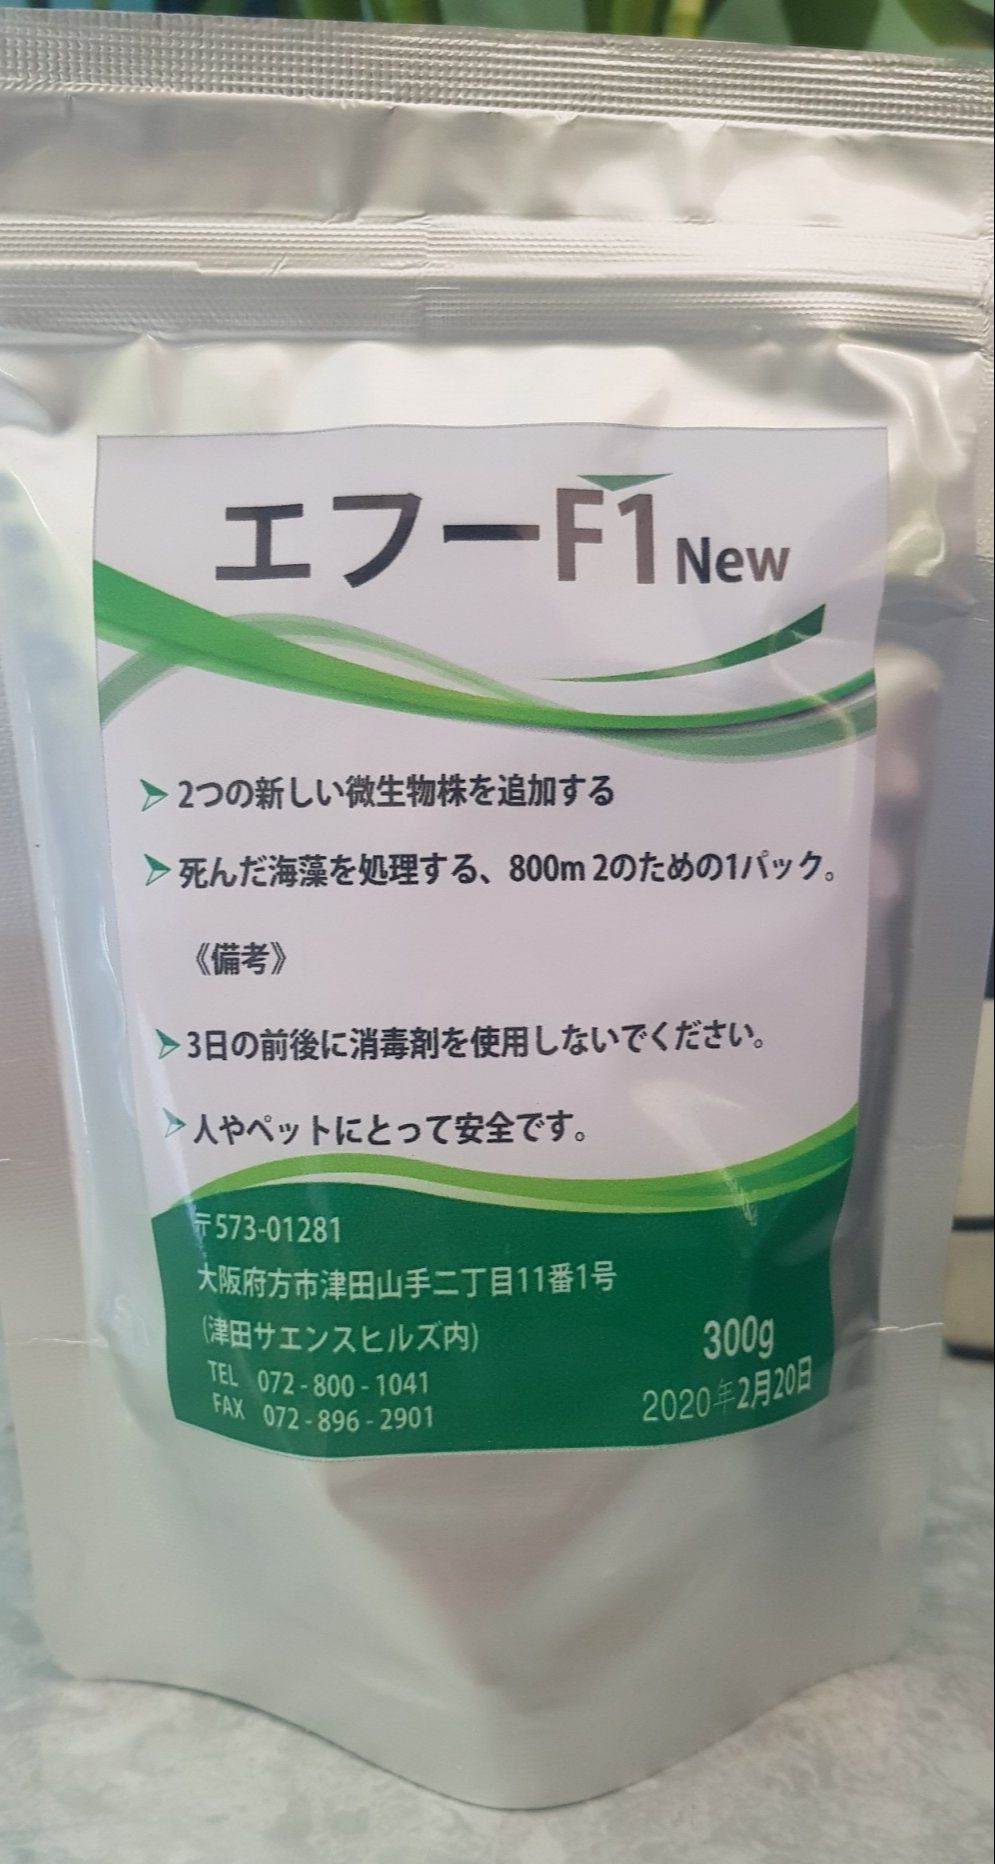 エフーF1 New
2つの新しい微生物株を追加する
死んだ海藻を処理する、800m 2のための1パック。
《備考》
3日の前後に消毒剤を使用しないでください。
人やペットにとって安全です。
〒573-01281
大阪府方市津田山手二丁目11番1号
(津田サエンスヒルズ内)
TEL 072 - 800 - 1041
FAX 072 - 896 - 2901
300g
2020年2月20日